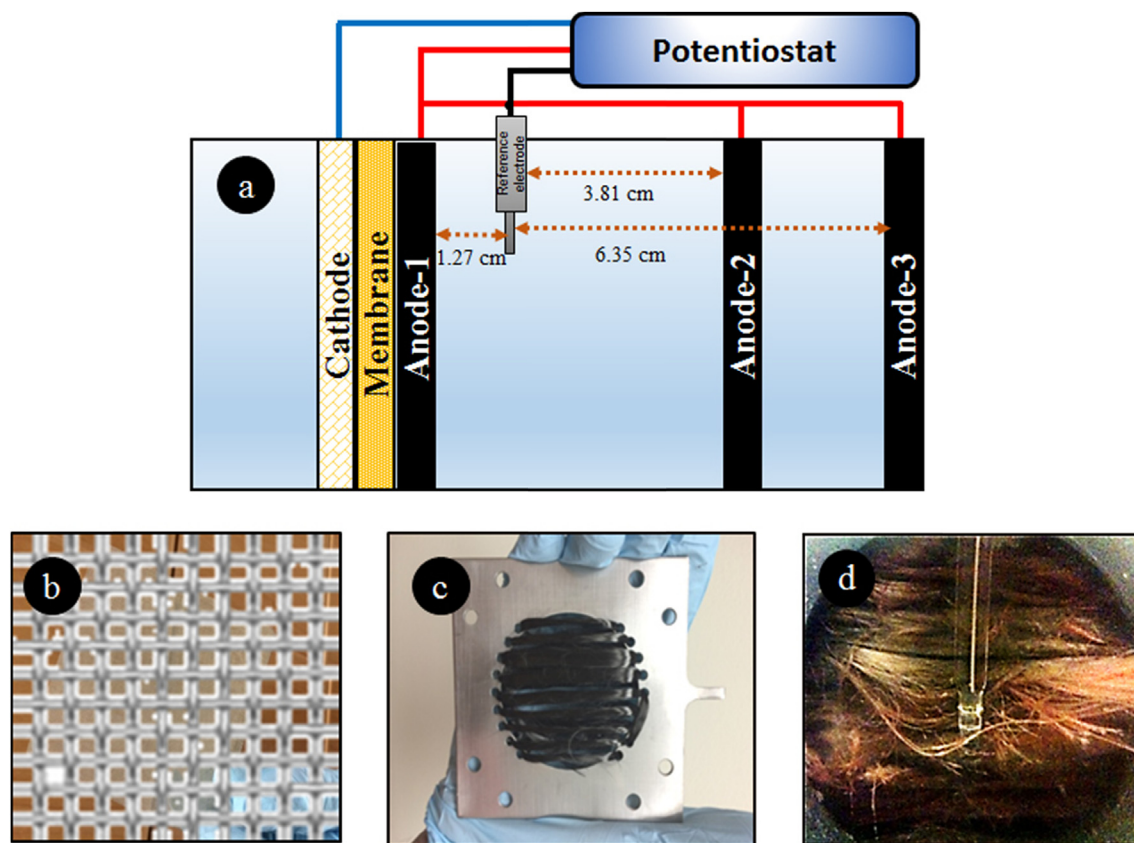 Potentiostat
a
Reference
electrode
3.81 cm
1.27 cm
6.35 cm
Cathode
Membrane
Anode-1
Anode-2
Anode-3
b
c
d